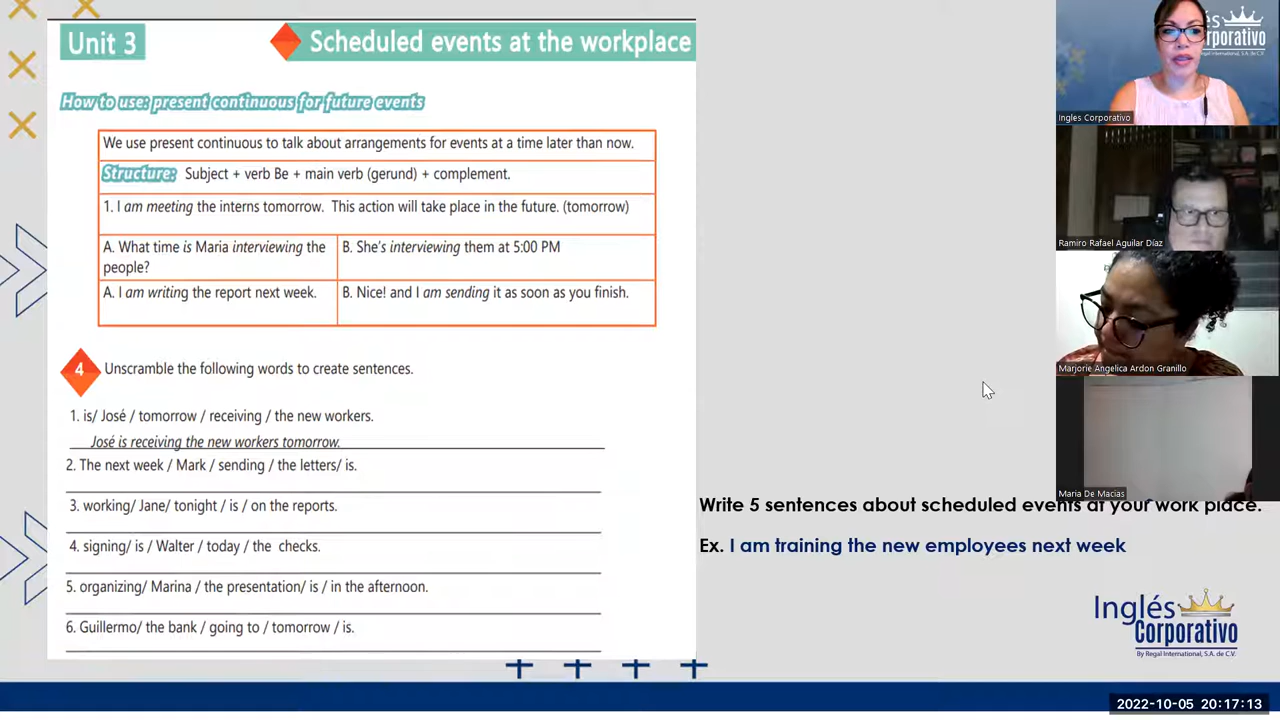 Unit 3
Scheduled events at the workplace
How to use: present continuous for future events
We use present continuous to talk about arrangements for events at a time later than now.
Structure: Subject + verb Be + main verb (gerund) + complement.
1. I am meeting the interns tomorrow. This action will take place in the future. (tomorrow)
A. What time is Maria interviewing the people?
B. She's interviewing them at 5:00 PM
A. I am writing the report next week.
B. Nice! and I am sending it as soon as you finish.
4 Unscramble the following words to create sentences.
1. is/ José / tomorrow / receiving / the new workers.
José is receiving the new workers tomorrow.
2. The next week / Mark / sending / the letters/ is.
3. working/ Jane/ tonight / is / on the reports.
4. signing/ is / Walter / today / the checks.
5. organizing/ Marina / the presentation/ is / in the afternoon.
6. Guillermo/ the bank / going to / tomorrow / is.
Write 5 sentences about scheduled events at your work place.
Ex. I am training the new employees next week
Inglés
Corporativo
By Regal International, S.A. de C.V.
és
orporativo
Regal International, S.A. de C.V.
Ingles Corporativo
Ramiro Rafael Aguilar Díaz
Marjorie Angelica Ardon Granillo
Maria De Macias
2022-10-05 20:17:13